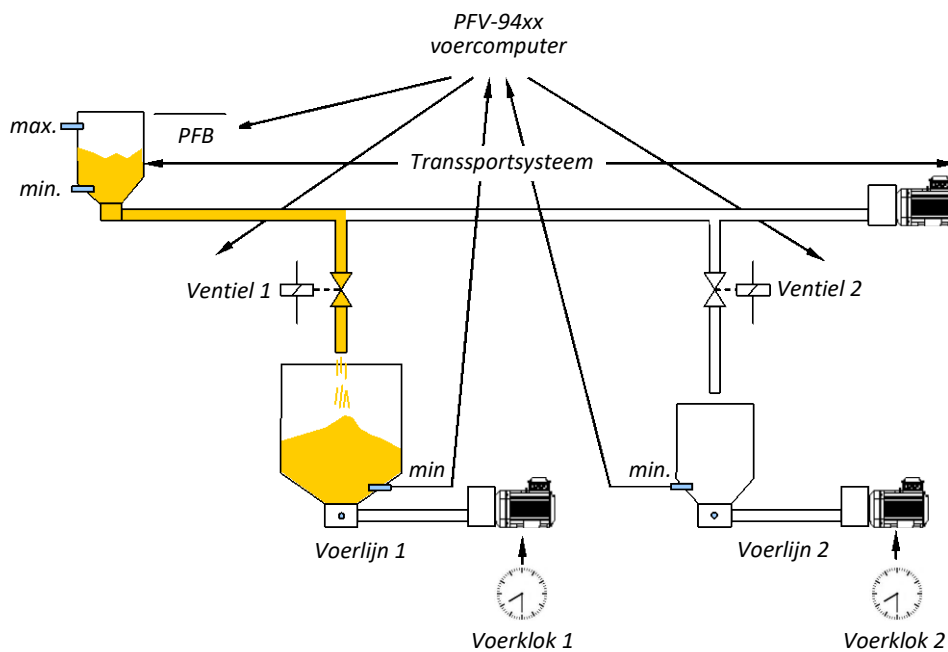 PFV-94xx
voercomputer
max.
PFB
Transsportsysteem
min.
Ventiel 1
Ventiel 2
min
min.
Voerlijn 1
Voerlijn 2
Voerklok 1
Voerklok 2